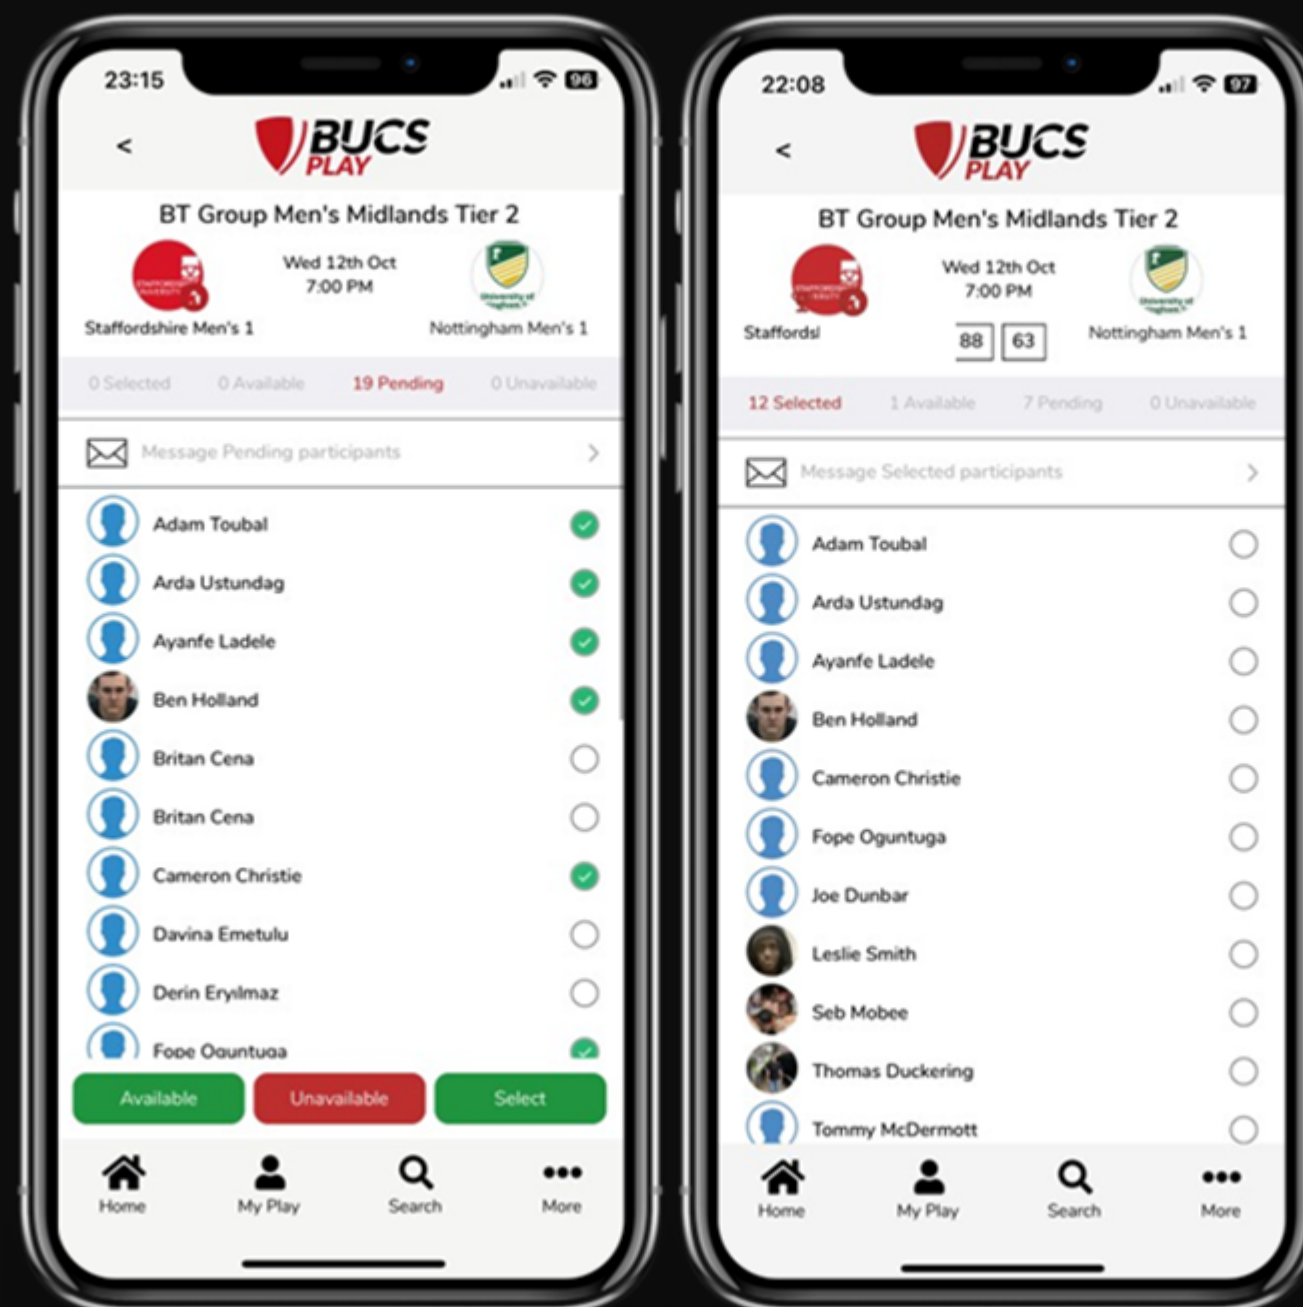 23:15
96
<
BUCS
PLAY
BT Group Men's Midlands Tier 2
Wed 12th Oct
7:00 PM
Staffordshire Men's 1
Nottingham Men's 1
0 Selected 0 Available 19 Pending 0 Unavailable
Message Pending participants >
Adam Toubal
Arda Ustundag
Ayanfe Ladele
Ben Holland
Britan Cena
Britan Cena
Cameron Christie
Davina Emetulu
Derin Eryılmaz
Fope Oguntuga
Available Unavailable Select
Home My Play Search More
22:08
97
<
BUCS
PLAY
BT Group Men's Midlands Tier 2
Wed 12th Oct
7:00 PM
88 63
Staffords
Nottingham Men's 1
12 Selected 1 Available 7 Pending 0 Unavailable
Message Selected participants >
Adam Toubal
Arda Ustundag
Ayanfe Ladele
Ben Holland
Cameron Christie
Fope Oguntuga
Joe Dunbar
Leslie Smith
Seb Mobee
Thomas Duckering
Tommy McDermott
Home My Play Search More